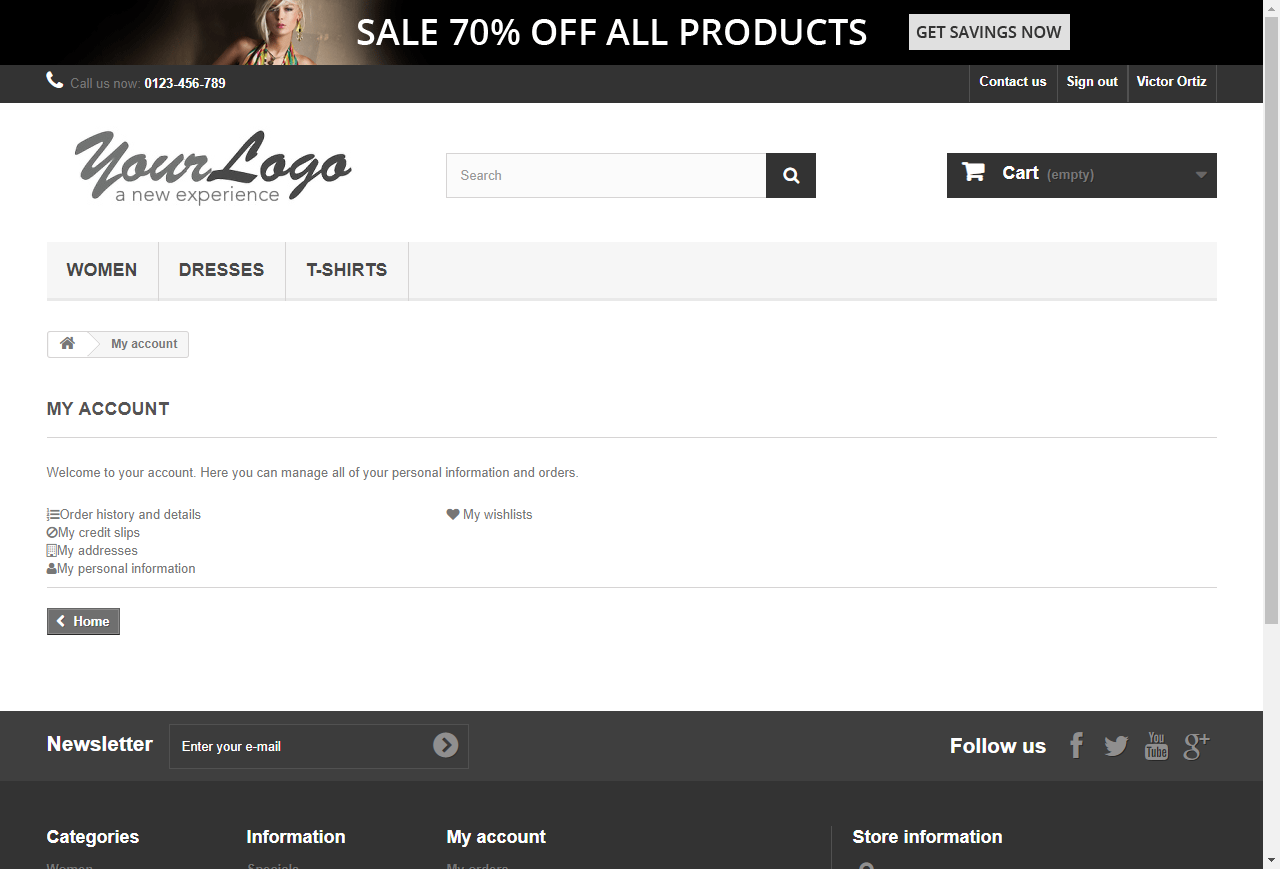 SALE 70% OFF ALL PRODUCTS
GET SAVINGS NOW
Call us now: 0123-456-789
Contact us
Sign out
Victor Ortiz
YourLogo
a new experience
Search
Cart (empty)
WOMEN
DRESSES
T-SHIRTS
My account
MY ACCOUNT
Welcome to your account. Here you can manage all of your personal information and orders.
Order history and details
My credit slips
My addresses
My personal information
My wishlists
Home
Newsletter
Enter your e-mail
Follow us
You
Tube
g+
Categories
Information
My account
Store information
Women
Specials
My orders